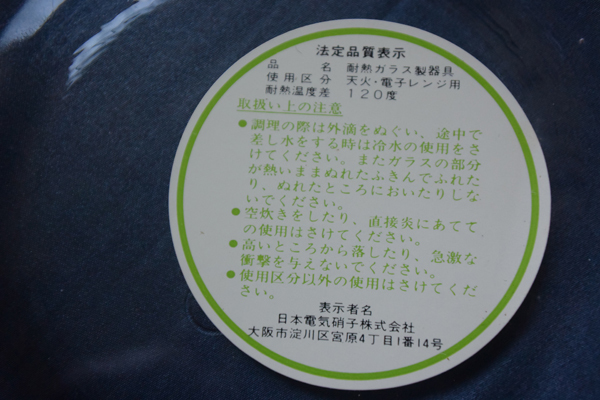 法定品質表示
品　　名　耐熱ガラス製器具
使用区分　天火・電子レンジ用
耐熱温度差　１２０度
取扱い上の注意
●調理の際は外滴をぬぐい、途中で
差し水をする時は冷水の使用をさ
けてください。またガラスの部分
が熱いままぬれたふきんでふれた
り、ぬれたところにおいたりしな
いでください。
●空炊きをしたり、直接炎にあてて
の使用はさけてください。
●高いところから落したり、急激な
衝撃を与えないでください。
●使用区分以外の使用はさけてくだ
さい。
表示者名
日本電気硝子株式会社
大阪市淀川区宮原4丁目1番14号